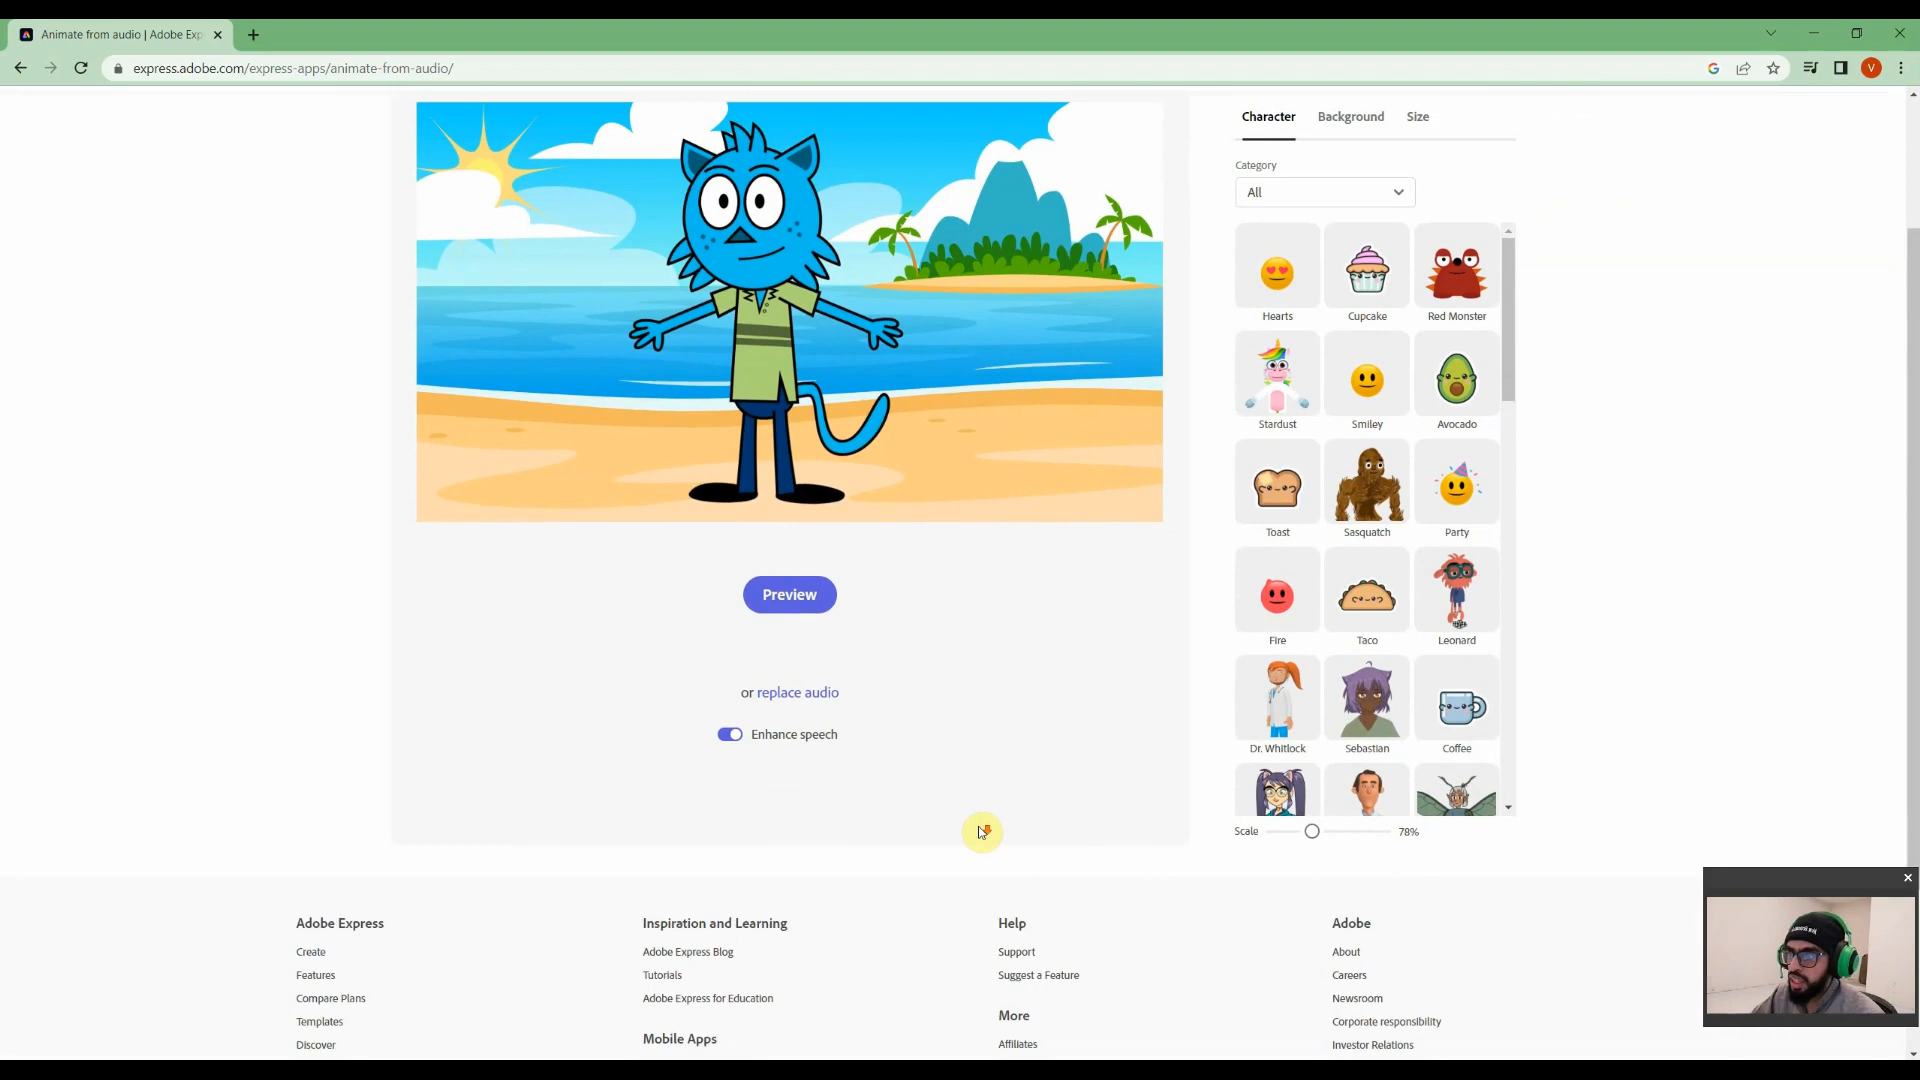 Animate from audio | Adobe Exp
express.adobe.com/express-apps/animate-from-audio/
V
Character Background Size
Category
All
Hearts Cupcake Red Monster
Stardust Smiley Avocado
Toast Sasquatch Party
Fire Taco Leonard
Dr. Whitlock Sebastian Coffee
Scale 78%
Preview
or replace audio
Enhance speech
Adobe Express
Create
Features
Compare Plans
Templates
Discover
Inspiration and Learning
Adobe Express Blog
Tutorials
Adobe Express for Education
Mobile Apps
Help
Support
Suggest a Feature
More
Affiliates
Adobe
About
Careers
Newsroom
Corporate responsibility
Investor Relations